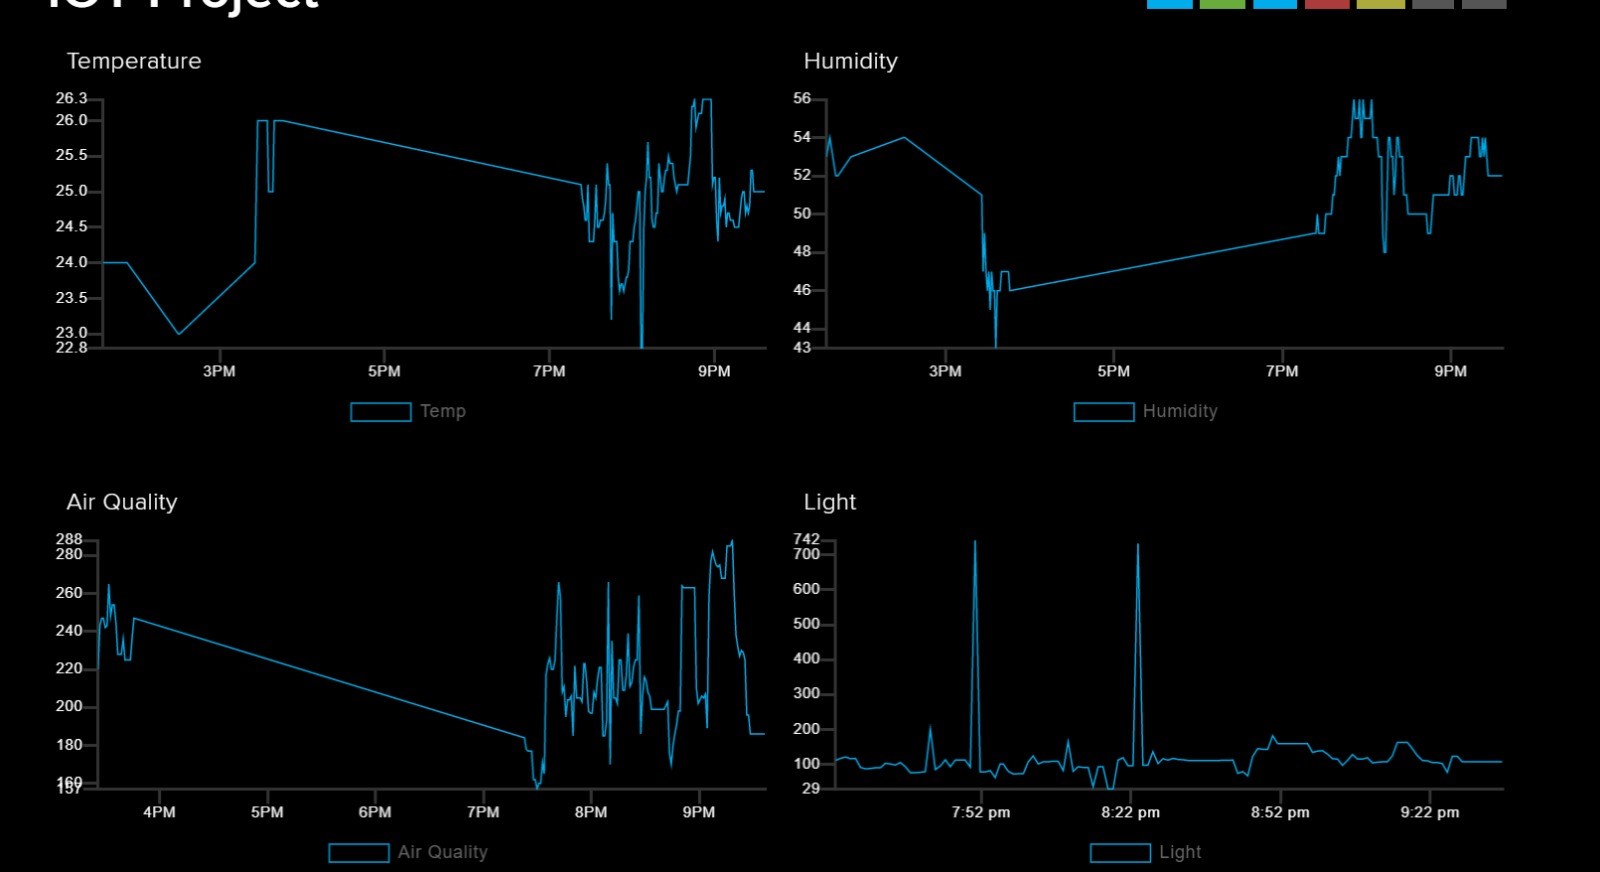 IOT Project
Temperature
26.3
26.0
25.5
25.0
24.5
24.0
23.5
23.0
22.8
3PM 5PM 7PM 9PM
Temp
Humidity
56
54
52
50
48
46
44
43
3PM 5PM 7PM 9PM
Humidity
Air Quality
288
280
260
240
220
200
180
160
157
4PM 5PM 6PM 7PM 8PM 9PM
Air Quality
Light
742
700
600
500
400
300
200
100
29
7:52 pm 8:22 pm 8:52 pm 9:22 pm
Light